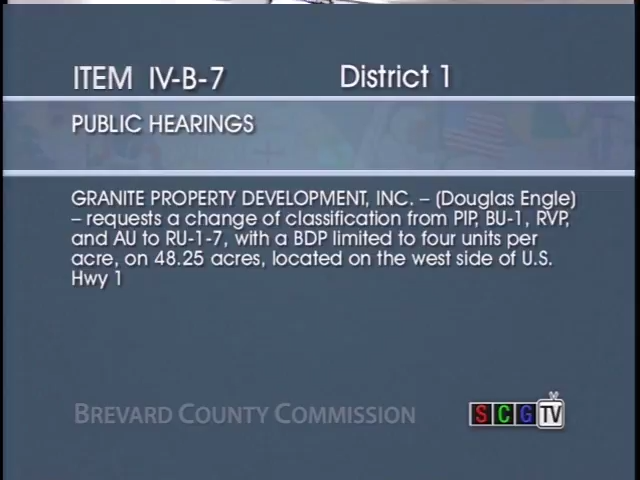 ITEM IV-B-7
District 1
PUBLIC HEARINGS
GRANITE PROPERTY DEVELOPMENT, INC. – (Douglas Engle)
– requests a change of classification from PIP, BU-1, RVP,
and AU to RU-1-7, with a BDP limited to four units per
acre, on 48.25 acres, located on the west side of U.S.
Hwy 1
BREVARD COUNTY COMMISSION
SCGTV